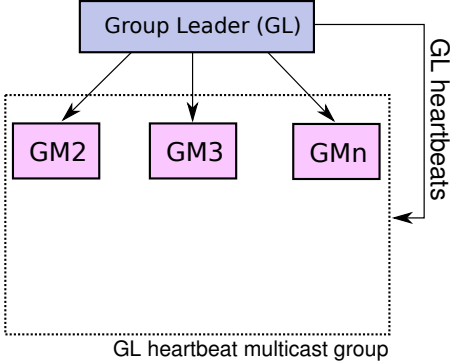 Group Leader (GL)
GL heartbeats
GM2
GM3
GMn
GL heartbeat multicast group